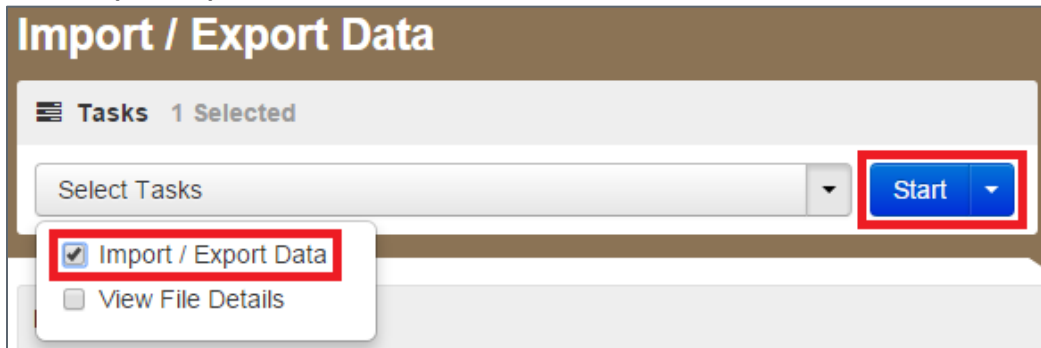 Import / Export Data
Tasks 1 Selected
Select Tasks
Start
Import / Export Data
View File Details